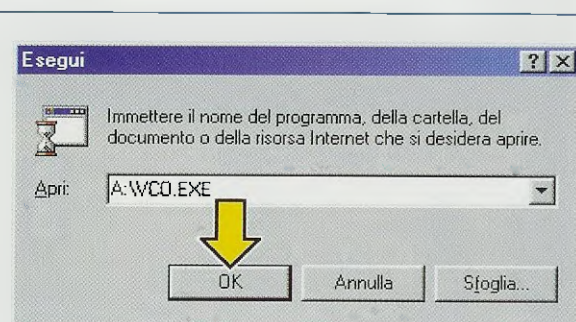 Esegui
Immettere il nome del programma, della cartella, del
documento o della risorsa Internet che si desidera aprire.
Apri: A:\VCO.EXE
OK Annulla Sfoglia...